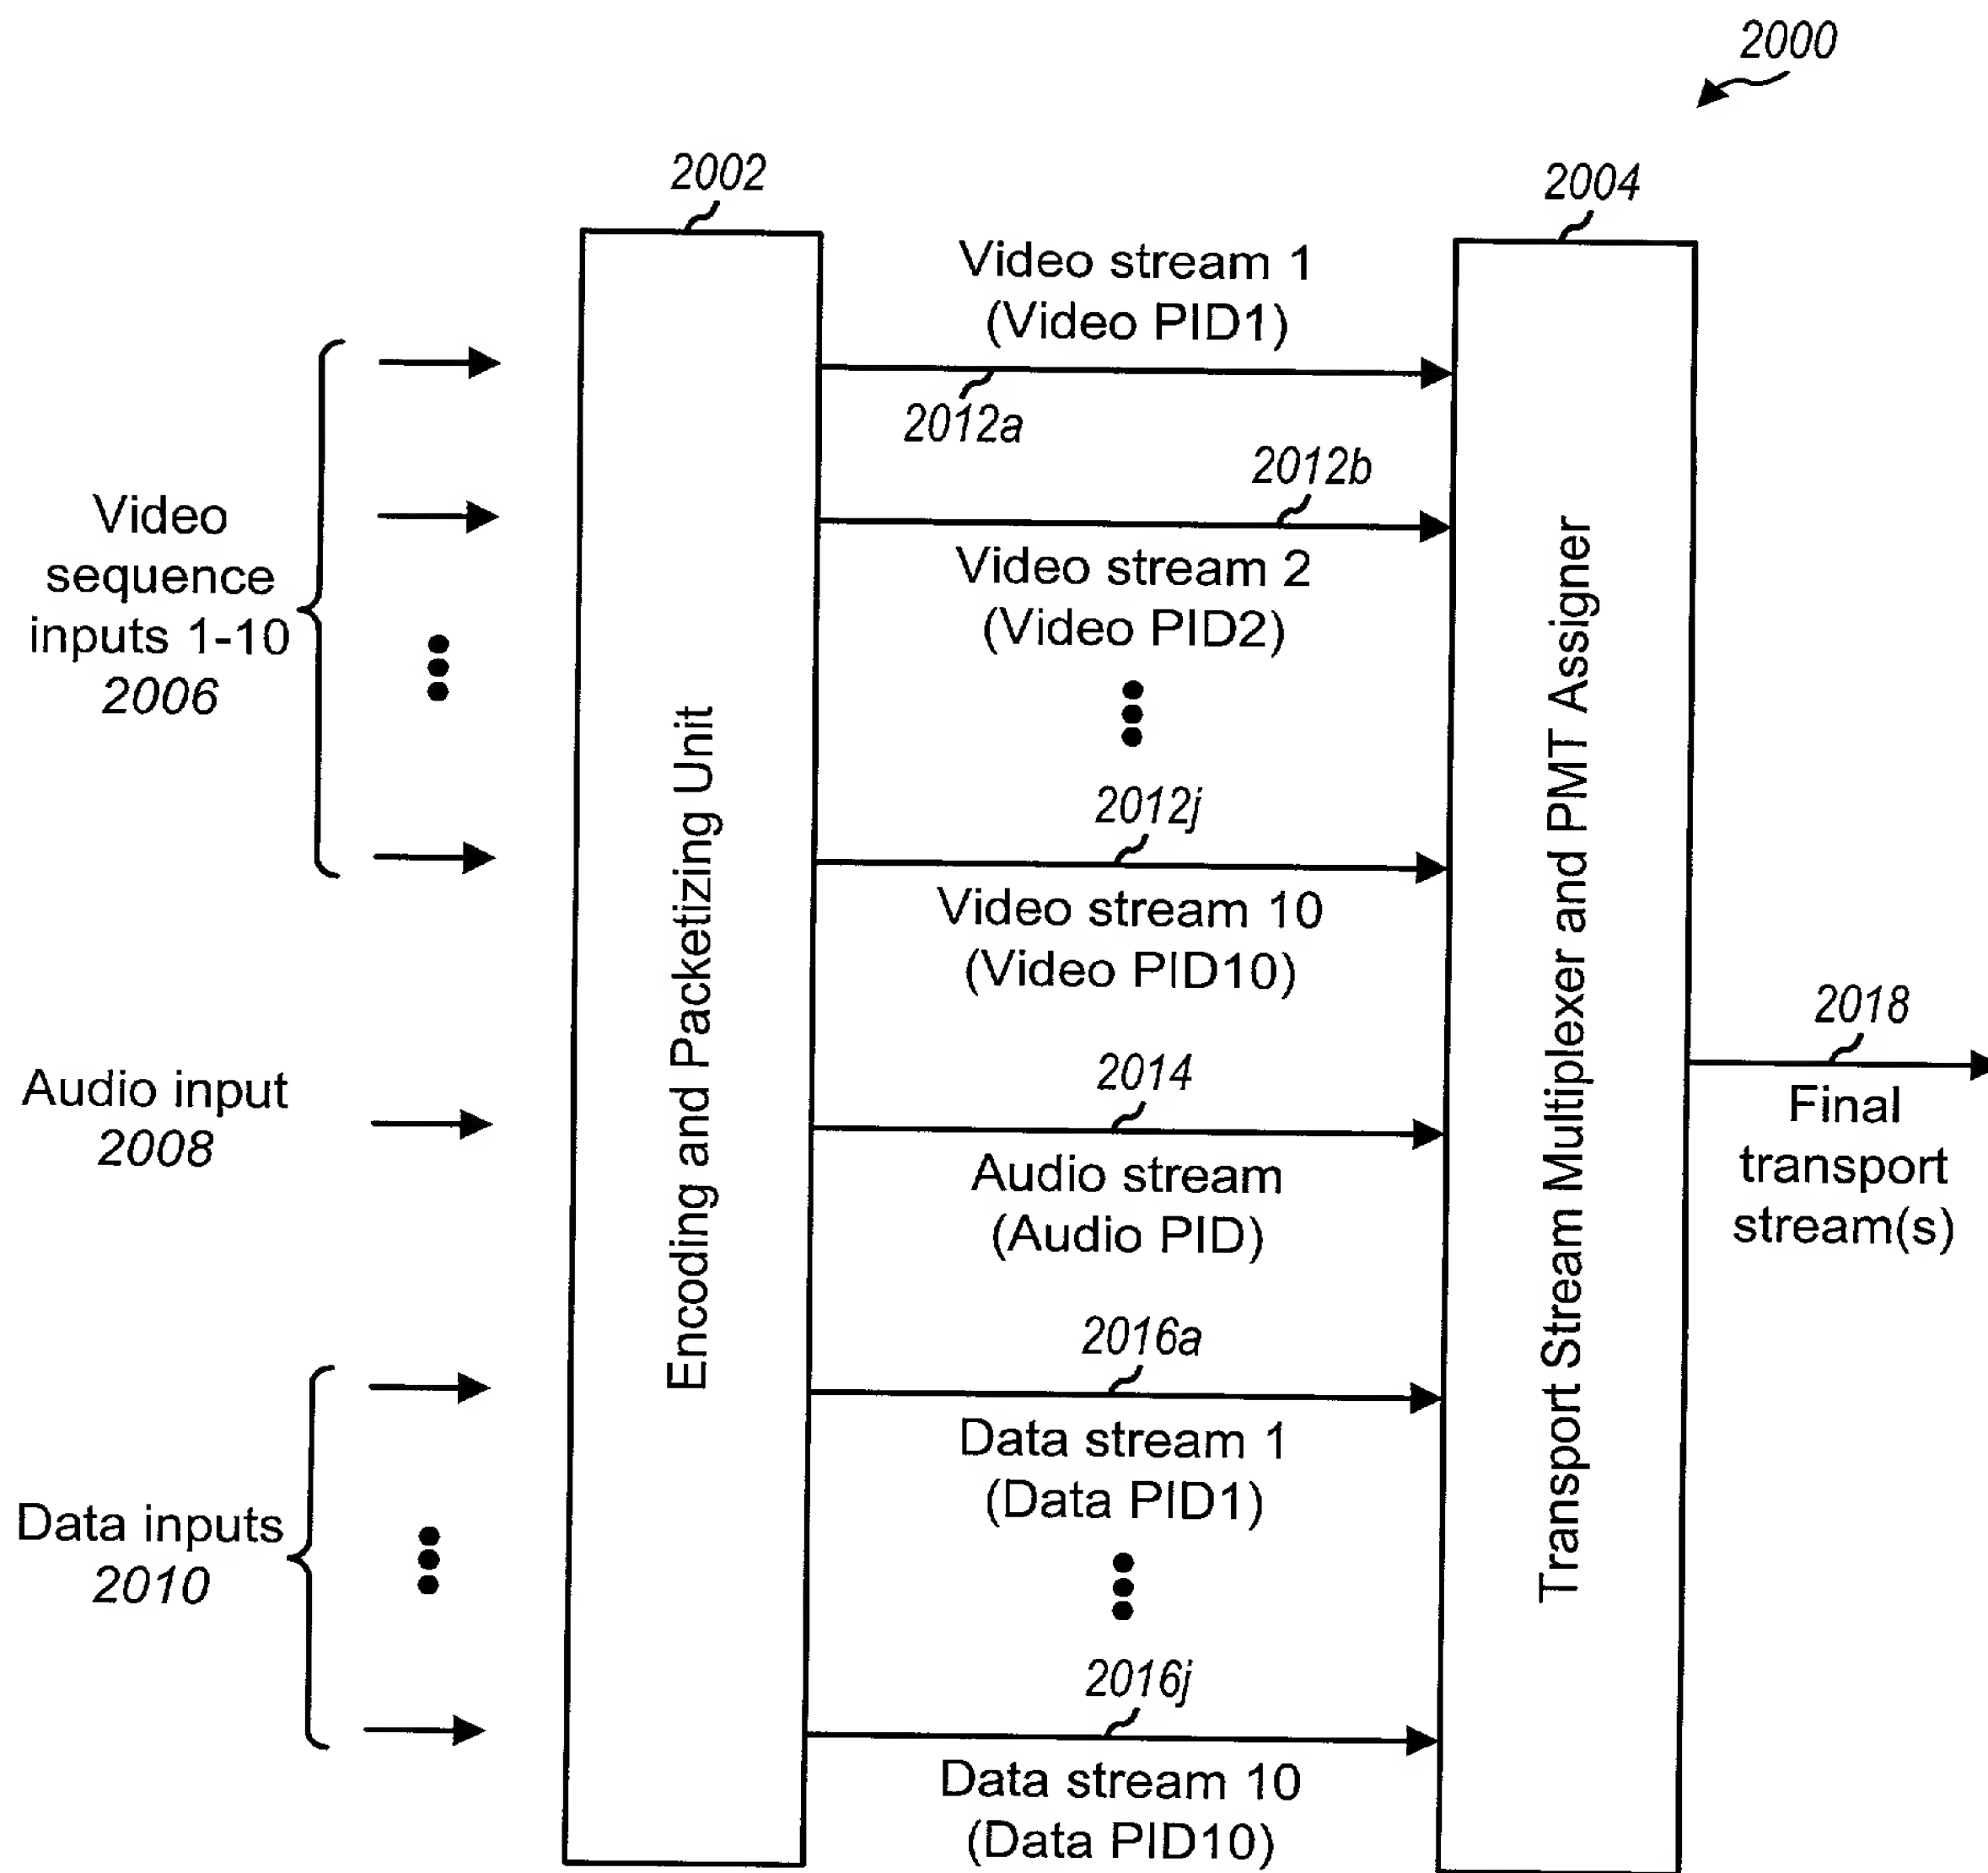 2000
2002
2004
Video stream 1
(Video PID1)
2012a
2012b
Video
sequence
inputs 1-10
2006
Video stream 2
(Video PID2)
2012j
Video stream 10
(Video PID10)
Encoding and Packetizing Unit
Transport Stream Multiplexer and PMT Assigner
2018
Final
transport
stream(s)
Audio input
2008
2014
Audio stream
(Audio PID)
2016a
Data stream 1
(Data PID1)
Data inputs
2010
2016j
Data stream 10
(Data PID10)